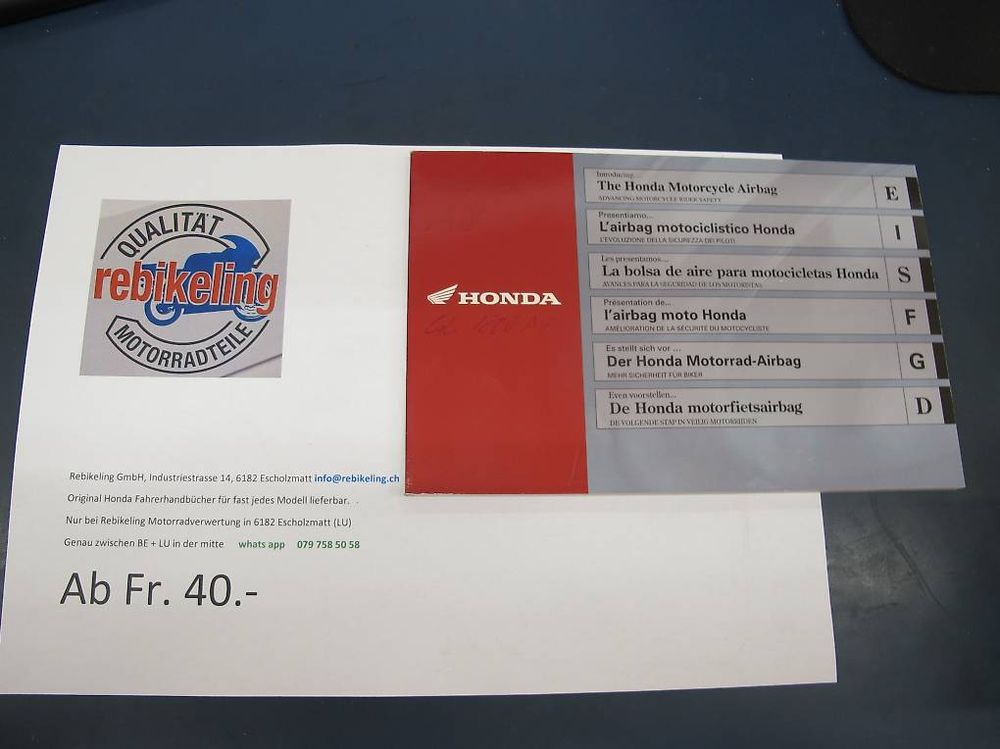 QUALITÄT
rebikeling
MOTORRADTEILE
Rebikeling GmbH, Industriestrasse 14, 6182 Escholzmatt info@rebikeling.ch
Original Honda Fahrerhandbücher für fast jedes Modell lieferbar.
Nur bei Rebikeling Motorradverwertung in 6182 Escholzmatt (LU)
Genau zwischen BE + LU in der mitte whats app 079 758 50 58
Ab Fr. 40.-
HONDA
Introducing...
The Honda Motorcycle Airbag
ADVANCING MOTORCYCLE RIDER SAFETY
E
Presentiamo...
L'airbag motociclistico Honda
L'EVOLUZIONE DELLA SICUREZZA DEI PILOTI
I
Les presentamos...
La bolsa de aire para motocicletas Honda
AVANCES PARA LA SEGURIDAD DE LOS MOTORISTAS
S
Présentation de...
l'airbag moto Honda
AMÉLIORATION DE LA SÉCURITÉ DU MOTOCYCLISTE
F
Es stellt sich vor ...
Der Honda Motorrad-Airbag
MEHR SICHERHEIT FÜR BIKER
G
Even voorstellen...
De Honda motorfietsairbag
DE VOLGENDE STAP IN VEILIG MOTORRIJDEN
D